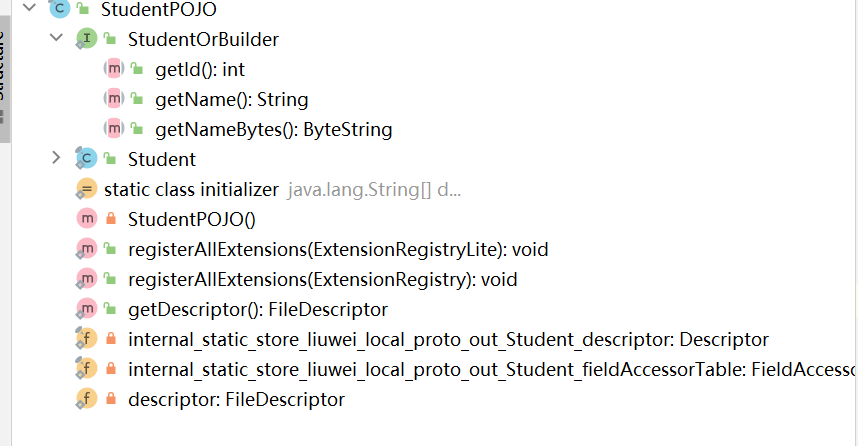 StudentPOJO
StudentOrBuilder
getId(): int
getName(): String
getNameBytes(): ByteString
Student
static class initializer java.lang.String[] d...
StudentPOJO()
registerAllExtensions(ExtensionRegistryLite): void
registerAllExtensions(ExtensionRegistry): void
getDescriptor(): FileDescriptor
internal_static_store_liuwei_local_proto_out_Student_descriptor: Descriptor
internal_static_store_liuwei_local_proto_out_Student_fieldAccessorTable: FieldAccesso
descriptor: FileDescriptor